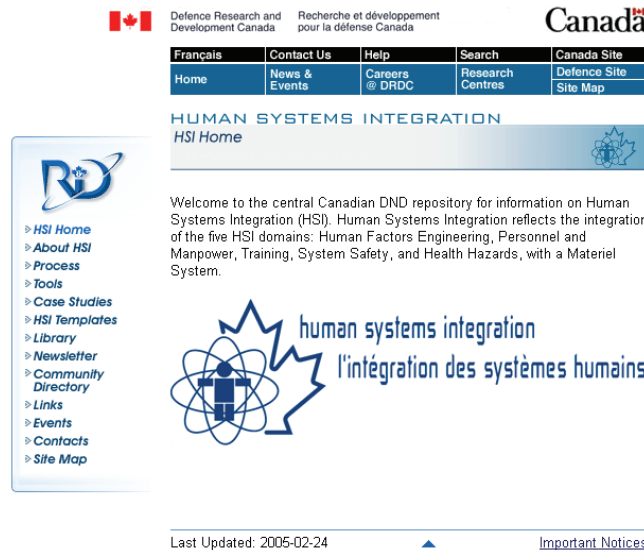 Defence Research and Development Canada
Recherche et développement pour la défense Canada
Canada
Français Contact Us Help Search Canada Site
Home News & Events Careers @ DRDC Research Centres Defence Site
Site Map
HUMAN SYSTEMS INTEGRATION
HSI Home
RD
HSI Home
About HSI
Process
Tools
Case Studies
HSI Templates
Library
Newsletter
Community
Directory
Links
Events
Contacts
Site Map
Welcome to the central Canadian DND repository for information on Human
Systems Integration (HSI). Human Systems Integration reflects the integration
of the five HSI domains: Human Factors Engineering, Personnel and
Manpower, Training, System Safety, and Health Hazards, with a Materiel
System.
human systems integration
l'intégration des systèmes humains
Last Updated: 2005-02-24
Important Notices